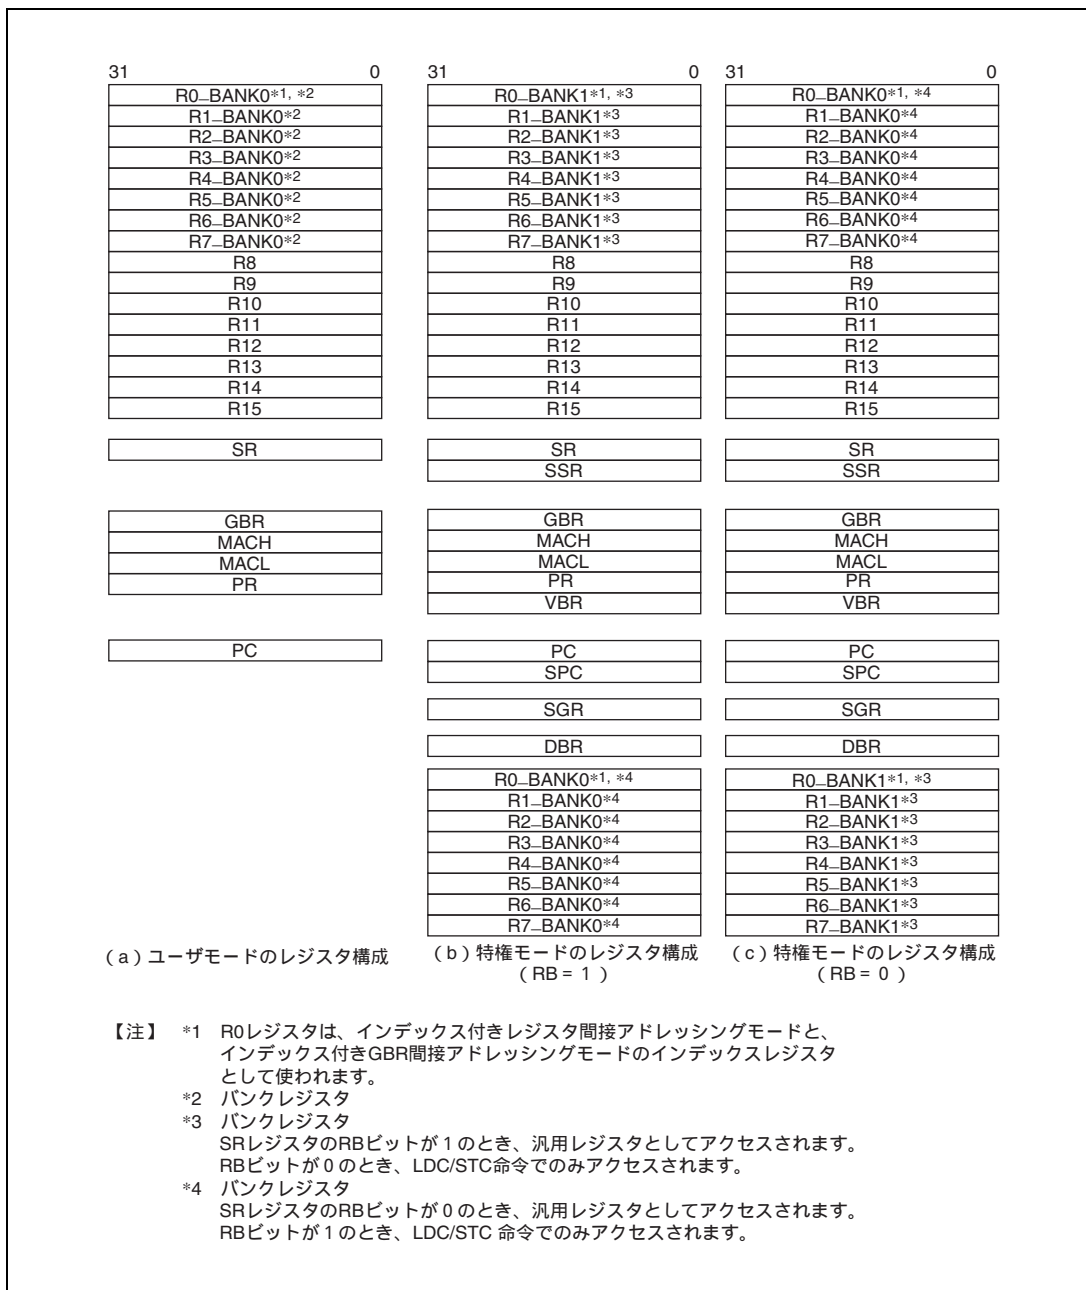 31 0
R0_BANK0*1, *2
R1_BANK0*2
R2_BANK0*2
R3_BANK0*2
R4_BANK0*2
R5_BANK0*2
R6_BANK0*2
R7_BANK0*2
R8
R9
R10
R11
R12
R13
R14
R15
SR
GBR
MACH
MACL
PR
PC
(a)ユーザモードのレジスタ構成
31 0
R0_BANK1*1, *3
R1_BANK1*3
R2_BANK1*3
R3_BANK1*3
R4_BANK1*3
R5_BANK1*3
R6_BANK1*3
R7_BANK1*3
R8
R9
R10
R11
R12
R13
R14
R15
SR
SSR
GBR
MACH
MACL
PR
VBR
PC
SPC
SGR
DBR
R0_BANK0*1, *4
R1_BANK0*4
R2_BANK0*4
R3_BANK0*4
R4_BANK0*4
R5_BANK0*4
R6_BANK0*4
R7_BANK0*4
(b)特権モードのレジスタ構成
(RB = 1)
31 0
R0_BANK0*1, *4
R1_BANK0*4
R2_BANK0*4
R3_BANK0*4
R4_BANK0*4
R5_BANK0*4
R6_BANK0*4
R7_BANK0*4
R8
R9
R10
R11
R12
R13
R14
R15
SR
SSR
GBR
MACH
MACL
PR
VBR
PC
SPC
SGR
DBR
R0_BANK1*1, *3
R1_BANK1*3
R2_BANK1*3
R3_BANK1*3
R4_BANK1*3
R5_BANK1*3
R6_BANK1*3
R7_BANK1*3
(c)特権モードのレジスタ構成
(RB = 0)
【注】 *1 R0レジスタは、インデックス付きレジスタ間接アドレッシングモードと、
インデックス付きGBR間接アドレッシングモードのインデックスレジスタ
として使われます。
*2 バンクレジスタ
*3 バンクレジスタ
SRレジスタのRBビットが1のとき、汎用レジスタとしてアクセスされます。
RBビットが0のとき、LDC/STC命令でのみアクセスされます。
*4 バンクレジスタ
SRレジスタのRBビットが0のとき、汎用レジスタとしてアクセスされます。
RBビットが1のとき、LDC/STC 命令でのみアクセスされます。